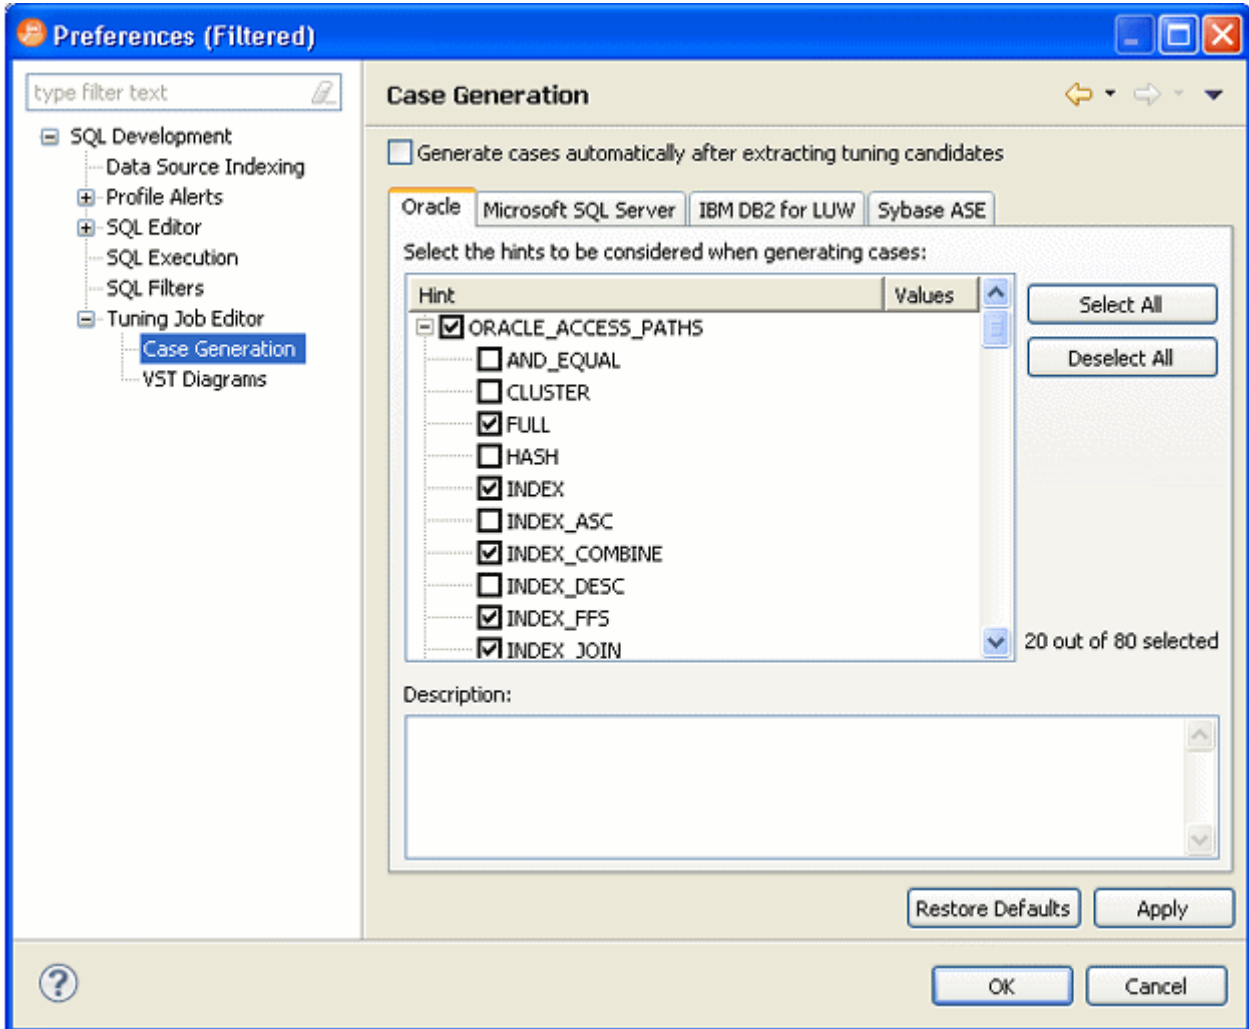 Preferences (Filtered)
type filter text
SQL Development
Data Source Indexing
Profile Alerts
SQL Editor
SQL Execution
SQL Filters
Tuning Job Editor
Case Generation
VST Diagrams
Case Generation
Generate cases automatically after extracting tuning candidates
Oracle Microsoft SQL Server IBM DB2 for LUW Sybase ASE
Select the hints to be considered when generating cases:
Hint Values
ORACLE_ACCESS_PATHS
AND_EQUAL
CLUSTER
FULL
HASH
INDEX
INDEX_ASC
INDEX_COMBINE
INDEX_DESC
INDEX_FFS
INDEX_JOIN
Select All
Deselect All
20 out of 80 selected
Description:
Restore Defaults Apply
?
OK Cancel